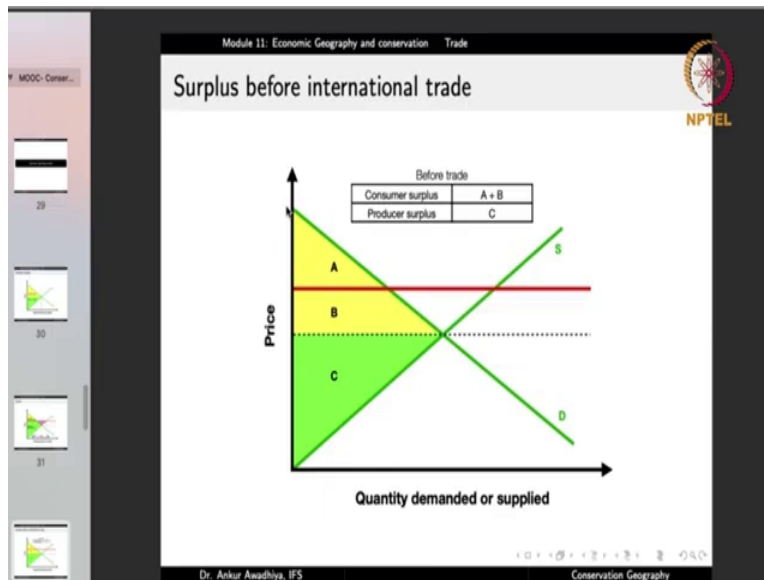 Module 11: Economic Geography and conservation Trade
MOOC- Conser...
Surplus before international trade
NPTEL
29
30
31
Before trade
Consumer surplus A + B
Producer surplus C
A
B
C
S
D
Price
Quantity demanded or supplied
Dr. Ankur Awadhiya, IFS Conservation Geography